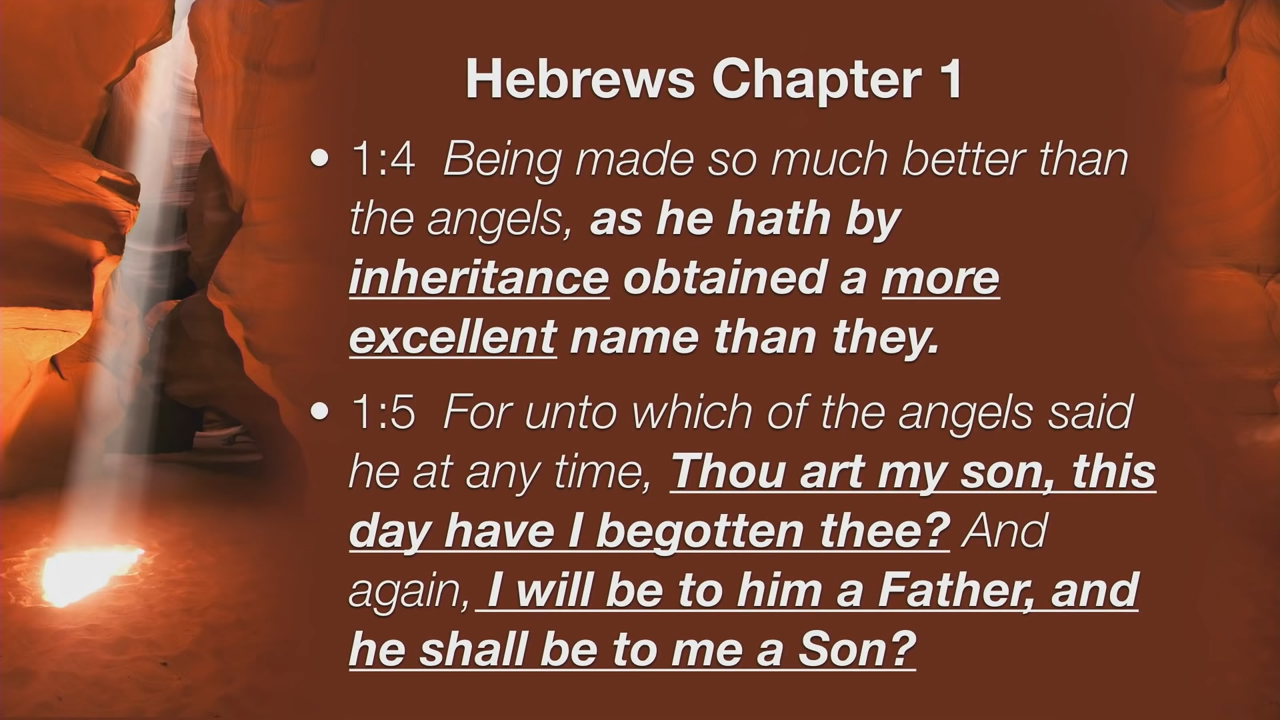 Hebrews Chapter 1
• 1:4 Being made so much better than
the angels, as he hath by
inheritance obtained a more
excellent name than they.
• 1:5 For unto which of the angels said
he at any time, Thou art my son, this
day have I begotten thee? And
again, I will be to him a Father, and
he shall be to me a Son?